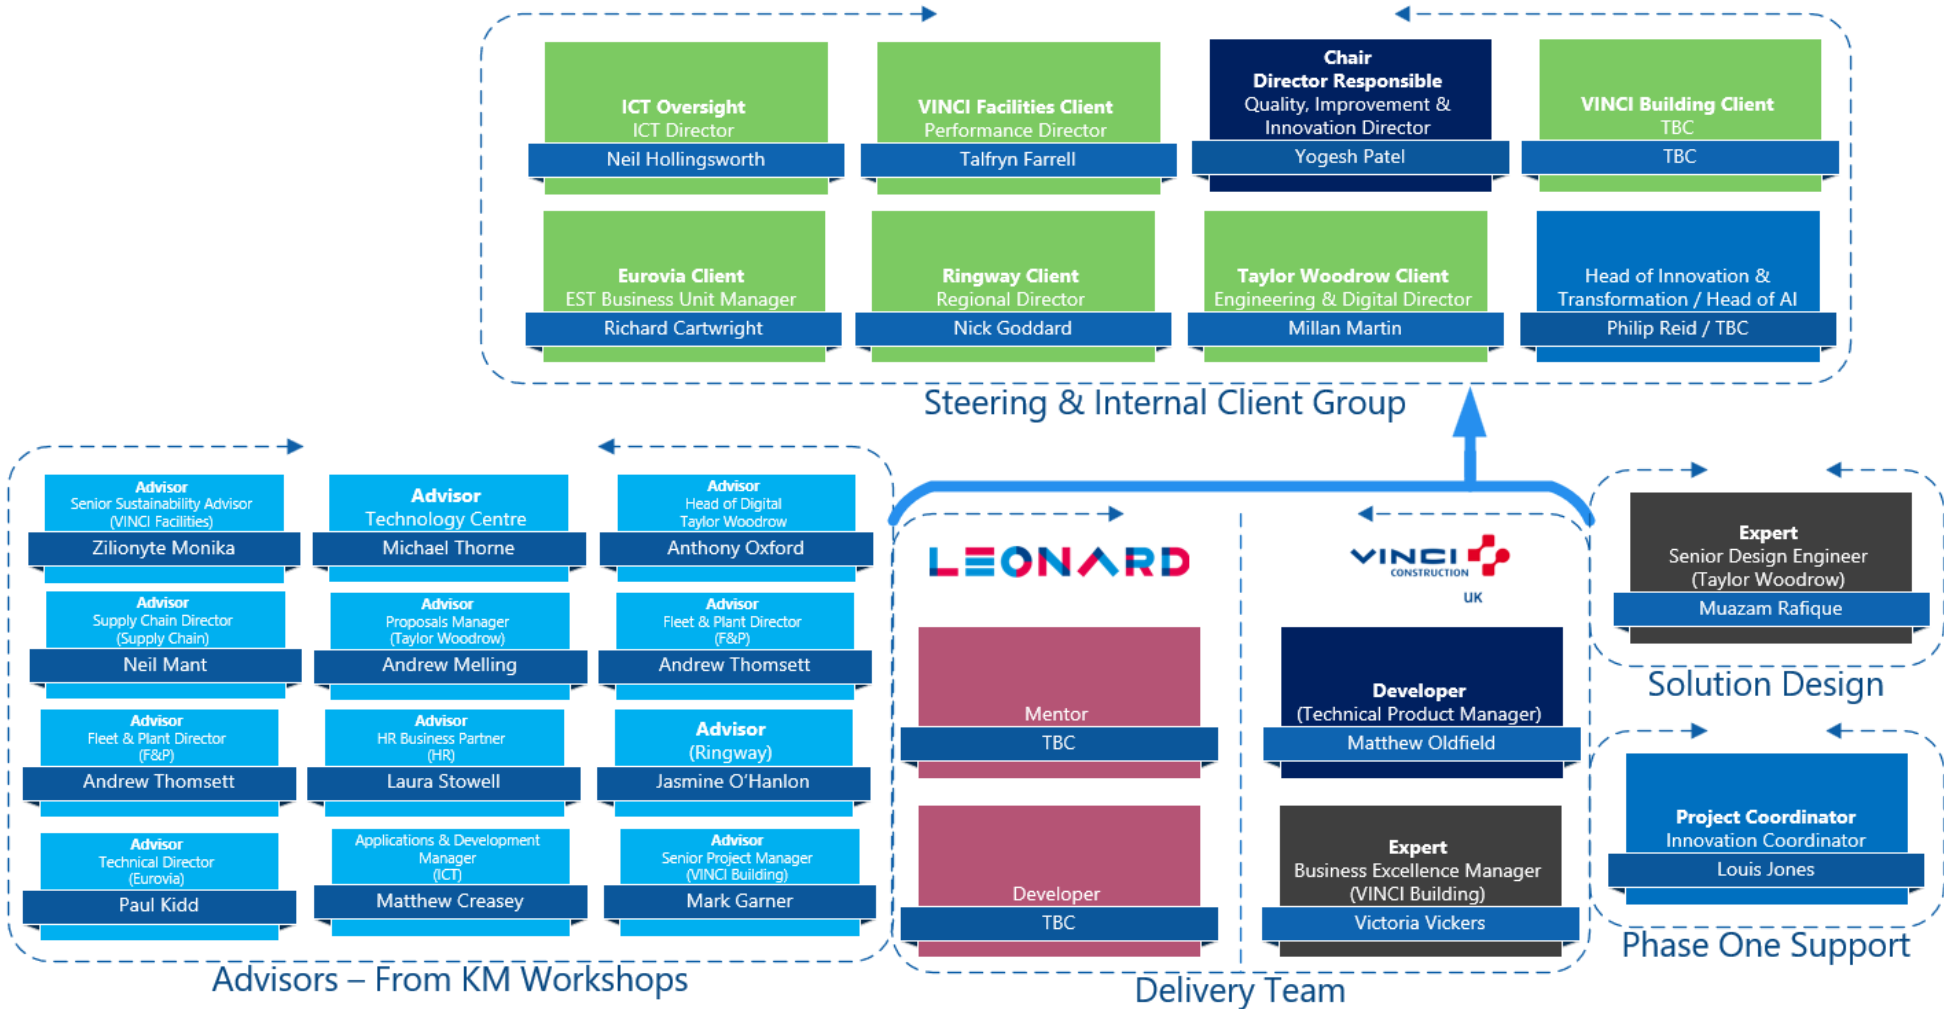 ICT Oversight
ICT Director
Neil Hollingsworth
VINCI Facilities Client
Performance Director
Talfryn Farrell
Chair
Director Responsible
Quality, Improvement &
Innovation Director
Yogesh Patel
VINCI Building Client
TBC
TBC
Eurovia Client
EST Business Unit Manager
Richard Cartwright
Ringway Client
Regional Director
Nick Goddard
Taylor Woodrow Client
Engineering & Digital Director
Millan Martin
Head of Innovation &
Transformation / Head of AI
Philip Reid / TBC
Steering & Internal Client Group
Advisor
Senior Sustainability Advisor
(VINCI Facilities)
Zilionyte Monika
Advisor
Technology Centre
Michael Thorne
Advisor
Head of Digital
Taylor Woodrow
Anthony Oxford
Advisor
Supply Chain Director
(Supply Chain)
Neil Mant
Advisor
Proposals Manager
(Taylor Woodrow)
Andrew Melling
Advisor
Fleet & Plant Director
(F&P)
Andrew Thomsett
Advisor
Fleet & Plant Director
(F&P)
Andrew Thomsett
Advisor
HR Business Partner
(HR)
Laura Stowell
Advisor
(Ringway)
Jasmine O'Hanlon
Advisor
Technical Director
(Eurovia)
Paul Kidd
Applications & Development
Manager
(ICT)
Matthew Creasey
Advisor
Senior Project Manager
(VINCI Building)
Mark Garner
Advisors – From KM Workshops
LEONARD
Mentor
TBC
Developer
TBC
VINCI
CONSTRUCTION
UK
Developer
(Technical Product Manager)
Matthew Oldfield
Expert
Business Excellence Manager
(VINCI Building)
Victoria Vickers
Delivery Team
Expert
Senior Design Engineer
(Taylor Woodrow)
Muazam Rafique
Solution Design
Project Coordinator
Innovation Coordinator
Louis Jones
Phase One Support